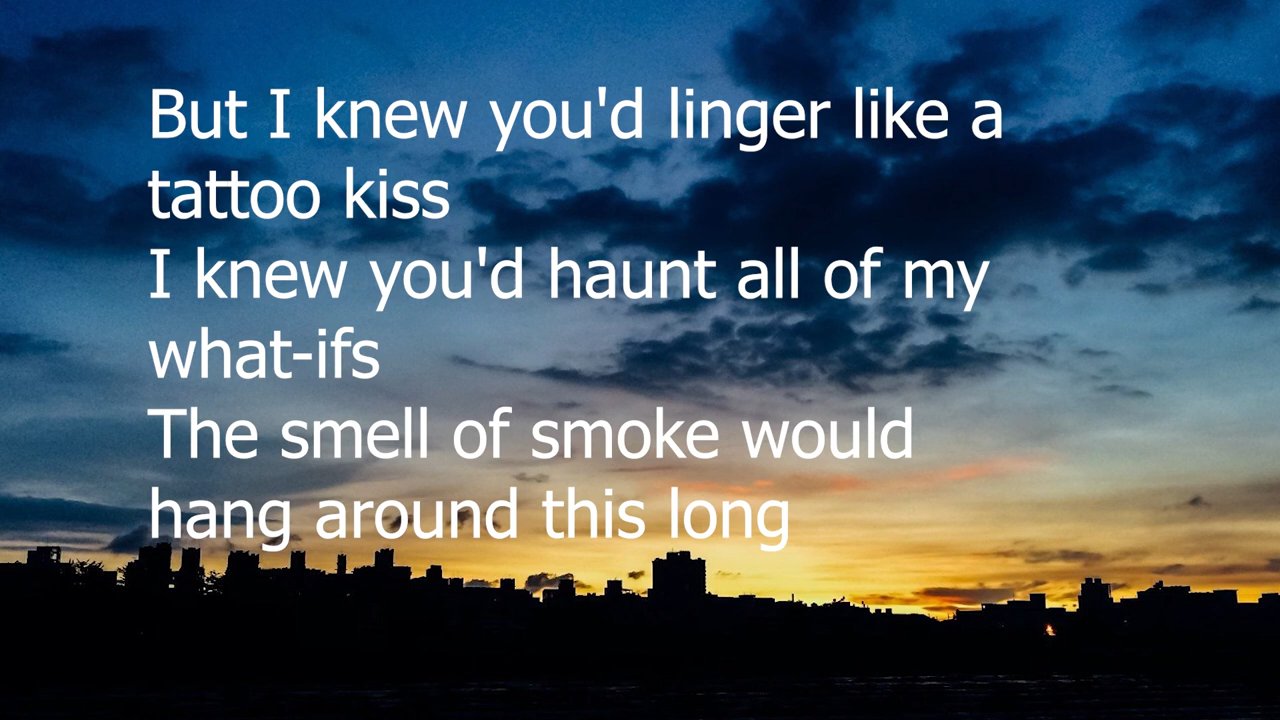 But I knew you'd linger like a
tattoo kiss
I knew you'd haunt all of my
what-ifs
The smell of smoke would
hang around this long